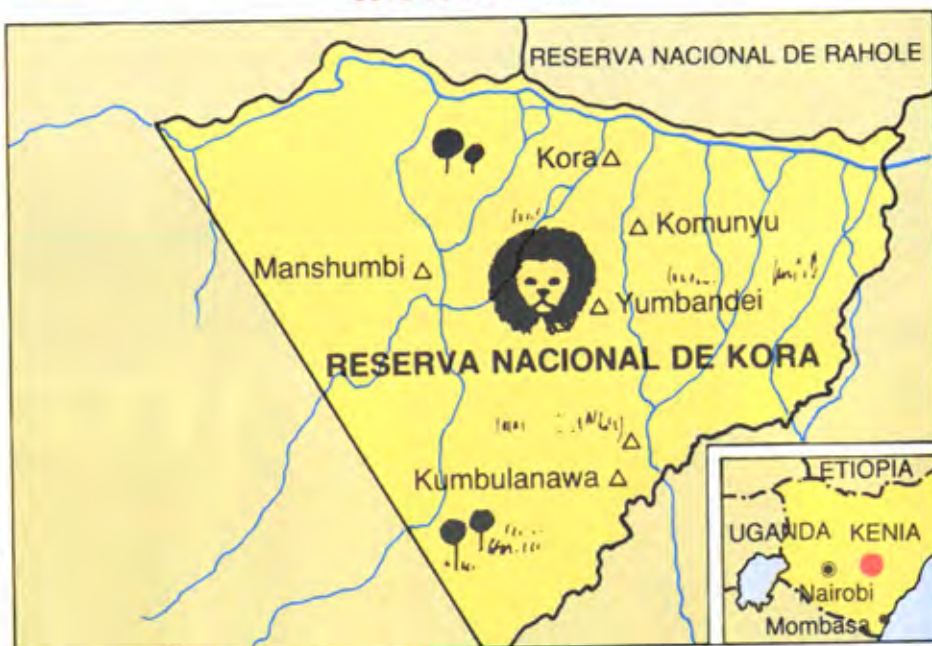 RESERVA NACIONAL DE RAHOLE
Kora
Komunyu
Manshumbi
Yumbandei
RESERVA NACIONAL DE KORA
Kumbulanawa
ETIOPIA
UGANDA KENIA
Nairobi
Mombasa